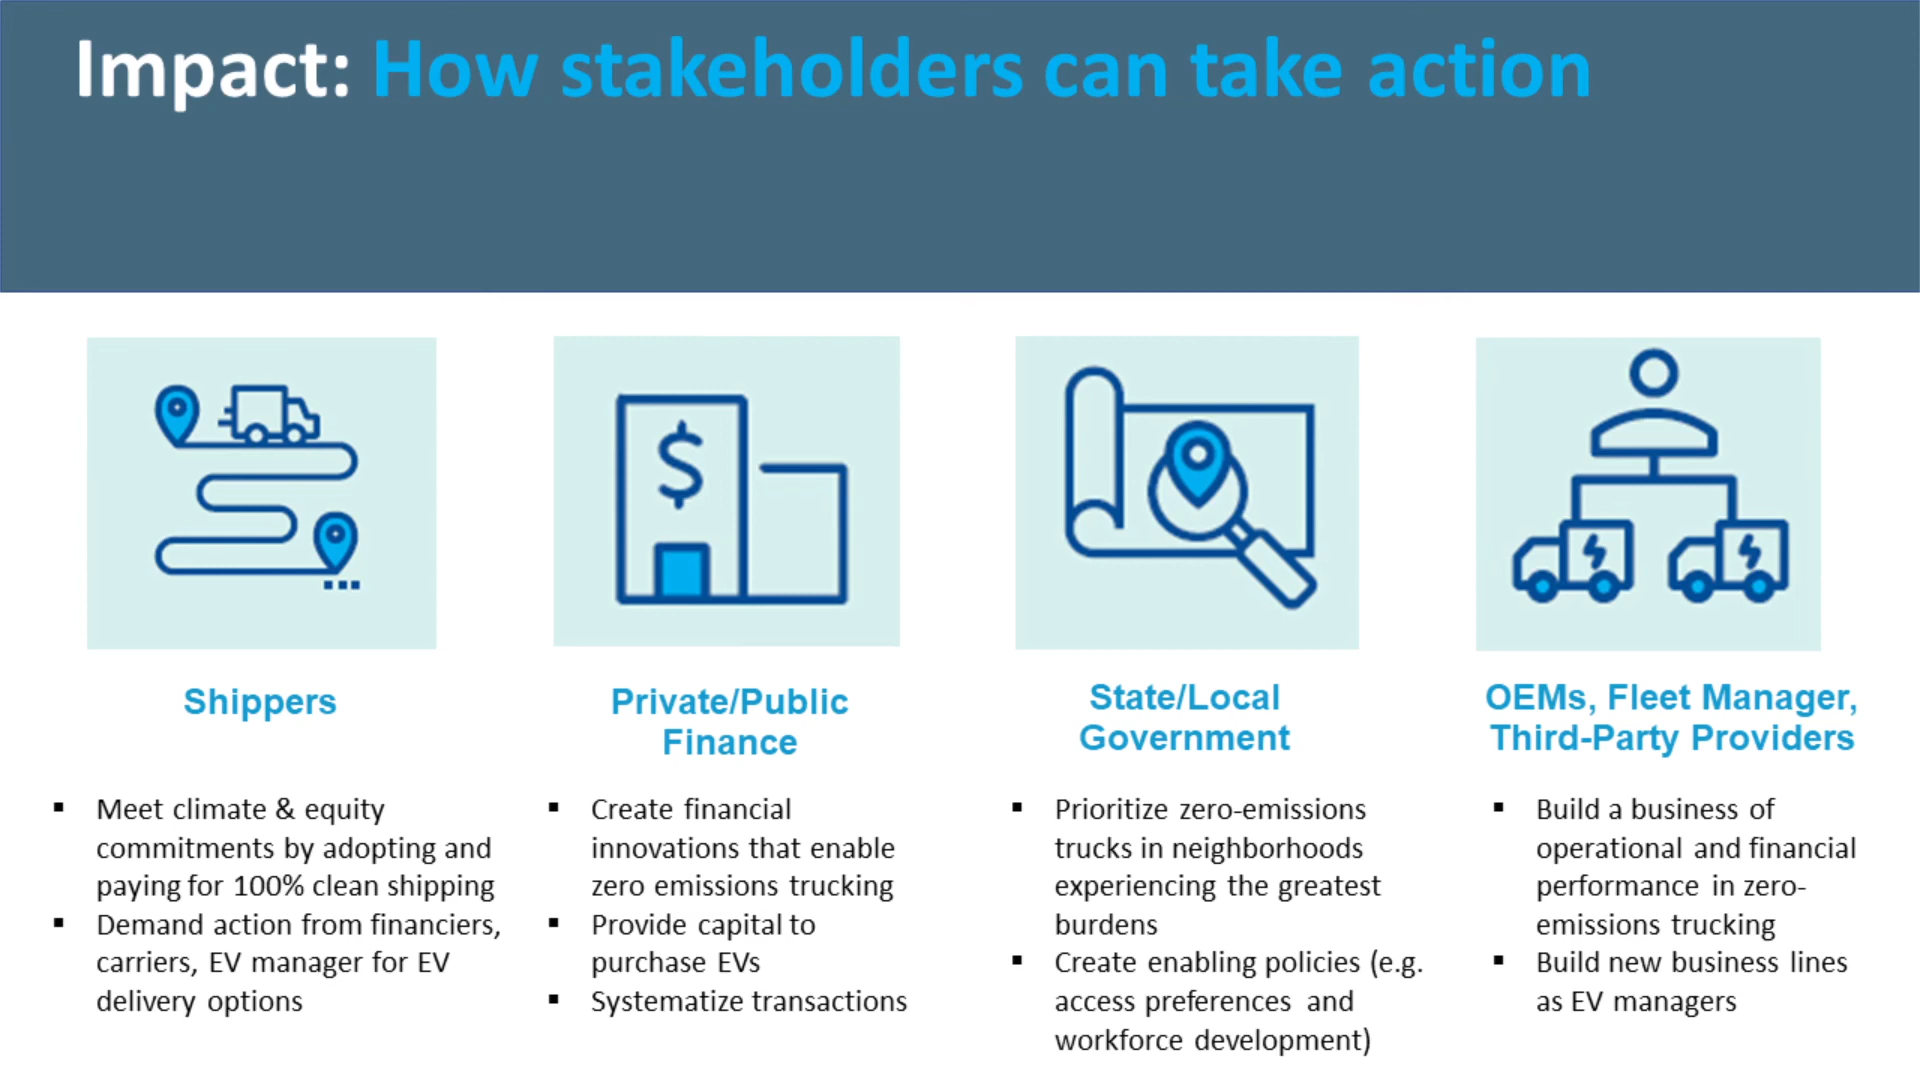 Impact: How stakeholders can take action
$
Shippers
▪ Meet climate & equity
commitments by adopting and
paying for 100% clean shipping
▪ Demand action from financiers,
carriers, EV manager for EV
delivery options
Private/Public
Finance
▪ Create financial
innovations that enable
zero emissions trucking
▪ Provide capital to
purchase EVs
▪ Systematize transactions
State/Local
Government
▪ Prioritize zero-emissions
trucks in neighborhoods
experiencing the greatest
burdens
▪ Create enabling policies (e.g.
access preferences and
workforce development)
OEMs, Fleet Manager,
Third-Party Providers
▪ Build a business of
operational and financial
performance in zero-
emissions trucking
▪ Build new business lines
as EV managers